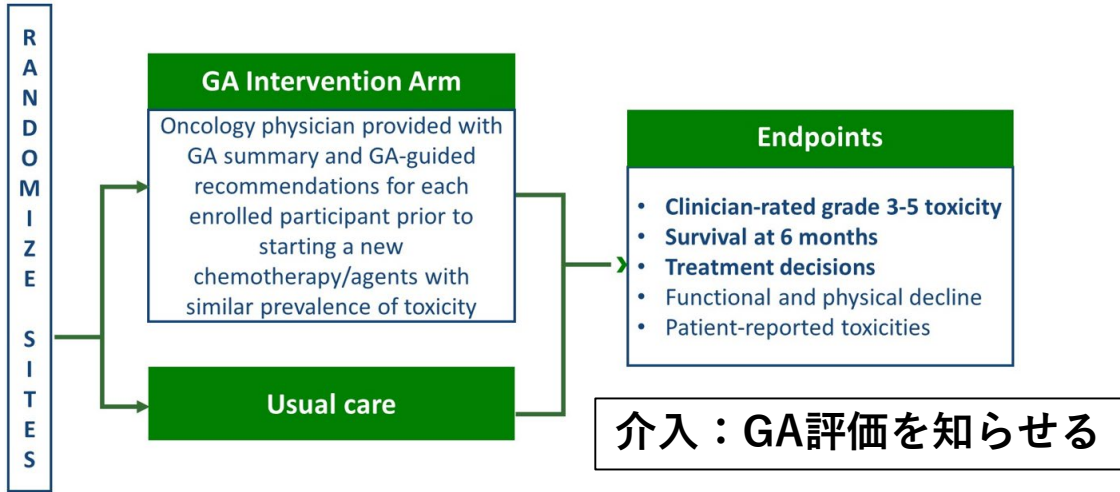 RANDOMIZE SITES
GA Intervention Arm
Oncology physician provided with
GA summary and GA-guided
recommendations for each
enrolled participant prior to
starting a new
chemotherapy/agents with
similar prevalence of toxicity
Usual care
Endpoints
• Clinician-rated grade 3-5 toxicity
• Survival at 6 months
• Treatment decisions
• Functional and physical decline
• Patient-reported toxicities
介入：GA評価を知らせる